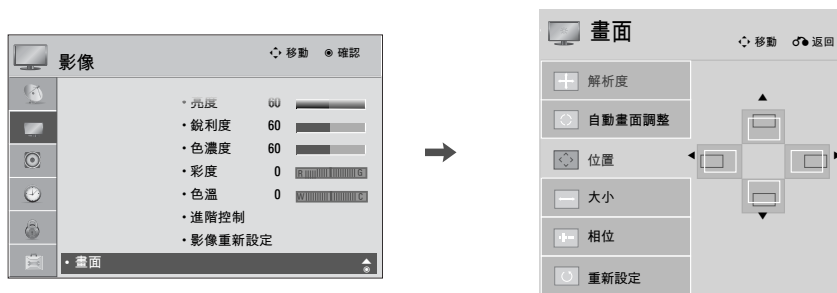 影像
移動 確認
・亮度 60
・銳利度 60
・色濃度 60
・彩度 0 R G
・色溫 0 W C
・進階控制
・影像重新設定
・畫面
畫面
移動 返回
解析度
自動畫面調整
位置
大小
相位
重新設定